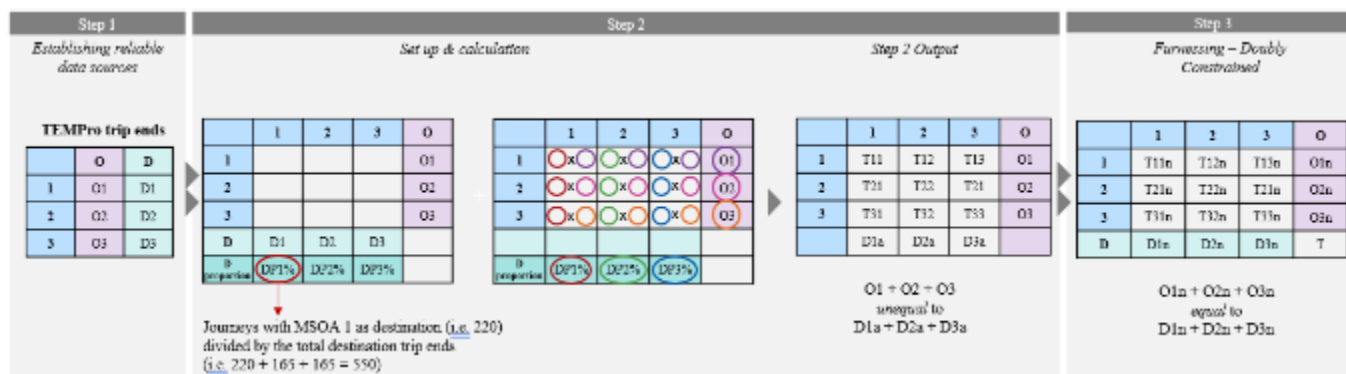 Step 1
Establishing reliable
data sources
TEMPro trip ends
O D
1 O1 D1
2 O2 D2
3 O3 D3
Step 2
Set up & calculation
1 2 3 O
1 O1
2 O2
3 O3
D D1 D2 D3
D
proportion DP1% DP2% DP3%
Journeys with MSOA 1 as destination (i.e. 220)
divided by the total destination trip ends
(i.e. 220 + 165 + 165 = 550)
1 2 3 O
1 x x x O1
2 x x x O2
3 x x x O3
D
proportion DP1% DP2% DP3%
Step 2 Output
1 2 3 O
1 T11 T12 T13 O1
2 T21 T22 T21 O2
3 T31 T32 T33 O3
D1a D2a D3a
O1 + O2 + O3
unequal to
D1a + D2a + D3a
Step 3
Furnessing – Doubly
Constrained
1 2 3 O
1 T11n T12n T13n O1n
2 T21n T22n T21n O2n
3 T31n T32n T33n O3n
D D1n D2n D3n T
O1n + O2n + O3n
equal to
D1n + D2n + D3n